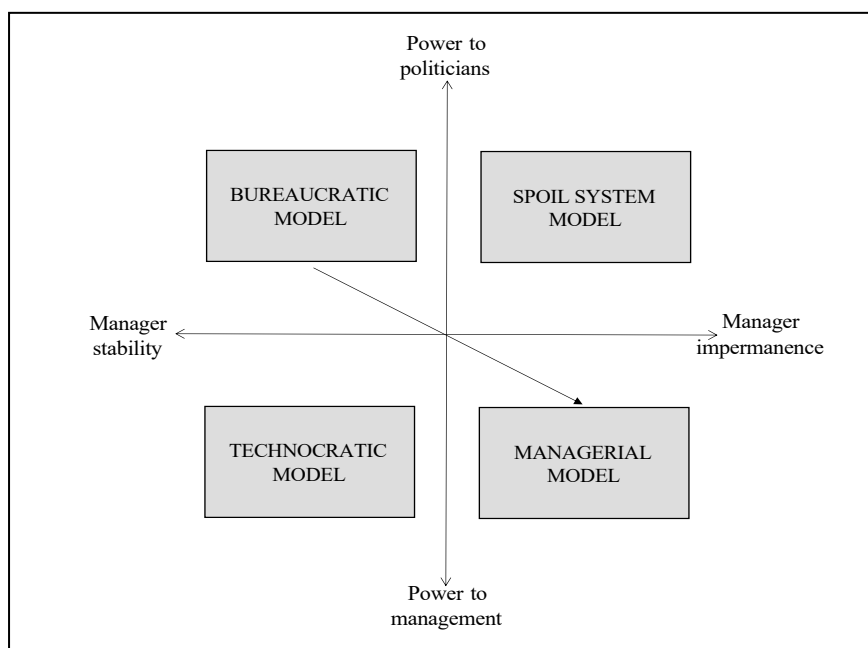 Power to
politicians
BUREAUCRATIC
MODEL
SPOIL SYSTEM
MODEL
Manager
stability
Manager
impermanence
TECHNOCRATIC
MODEL
MANAGERIAL
MODEL
Power to
management